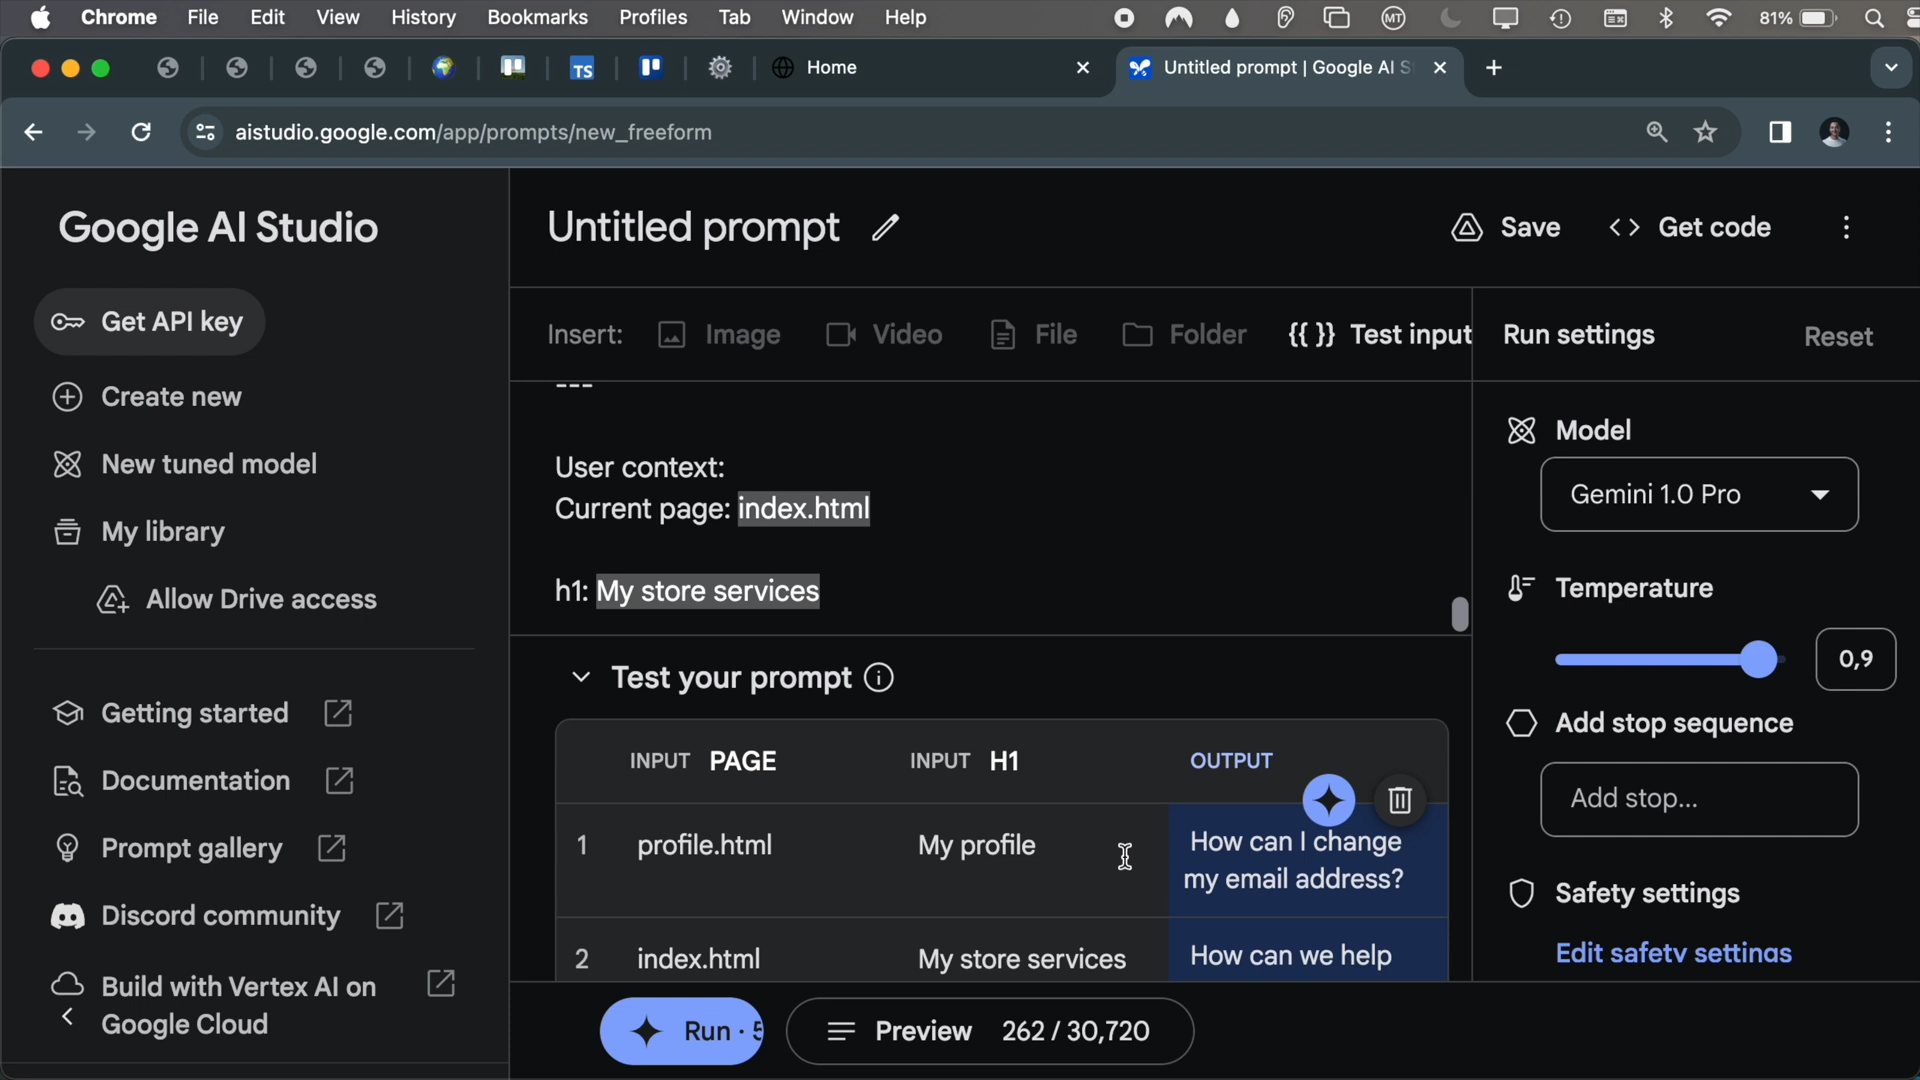 Chrome File Edit View History Bookmarks Profiles Tab Window Help MT 81%
TS Home Untitled prompt | Google AI S
aistudio.google.com/app/prompts/new_freeform
Google AI Studio
Get API key
Create new
New tuned model
My library
Allow Drive access
Getting started
Documentation
Prompt gallery
Discord community
Build with Vertex AI on
Google Cloud
Untitled prompt
Save <> Get code
Insert: Image Video File Folder {{ }} Test input
---
User context:
Current page: index.html
h1: My store services
Test your prompt
INPUT PAGE INPUT H1 OUTPUT
1 profile.html My profile How can I change
my email address?
2 index.html My store services How can we help
Run · 5 Preview 262 / 30,720
Run settings Reset
Model
Gemini 1.0 Pro
Temperature
0,9
Add stop sequence
Add stop...
Safety settings
Edit safety settings